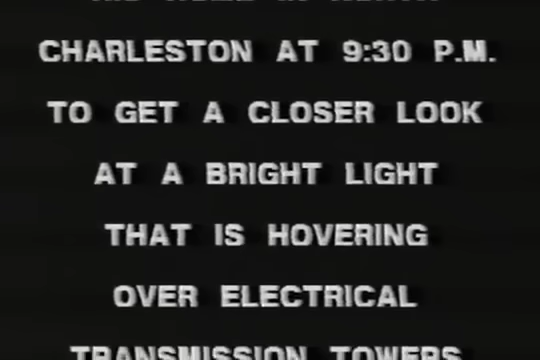 CHARLESTON AT 9:30 P.M.
TO GET A CLOSER LOOK
AT A BRIGHT LIGHT
THAT IS HOVERING
OVER ELECTRICAL
TRANSMISSION TOWERS